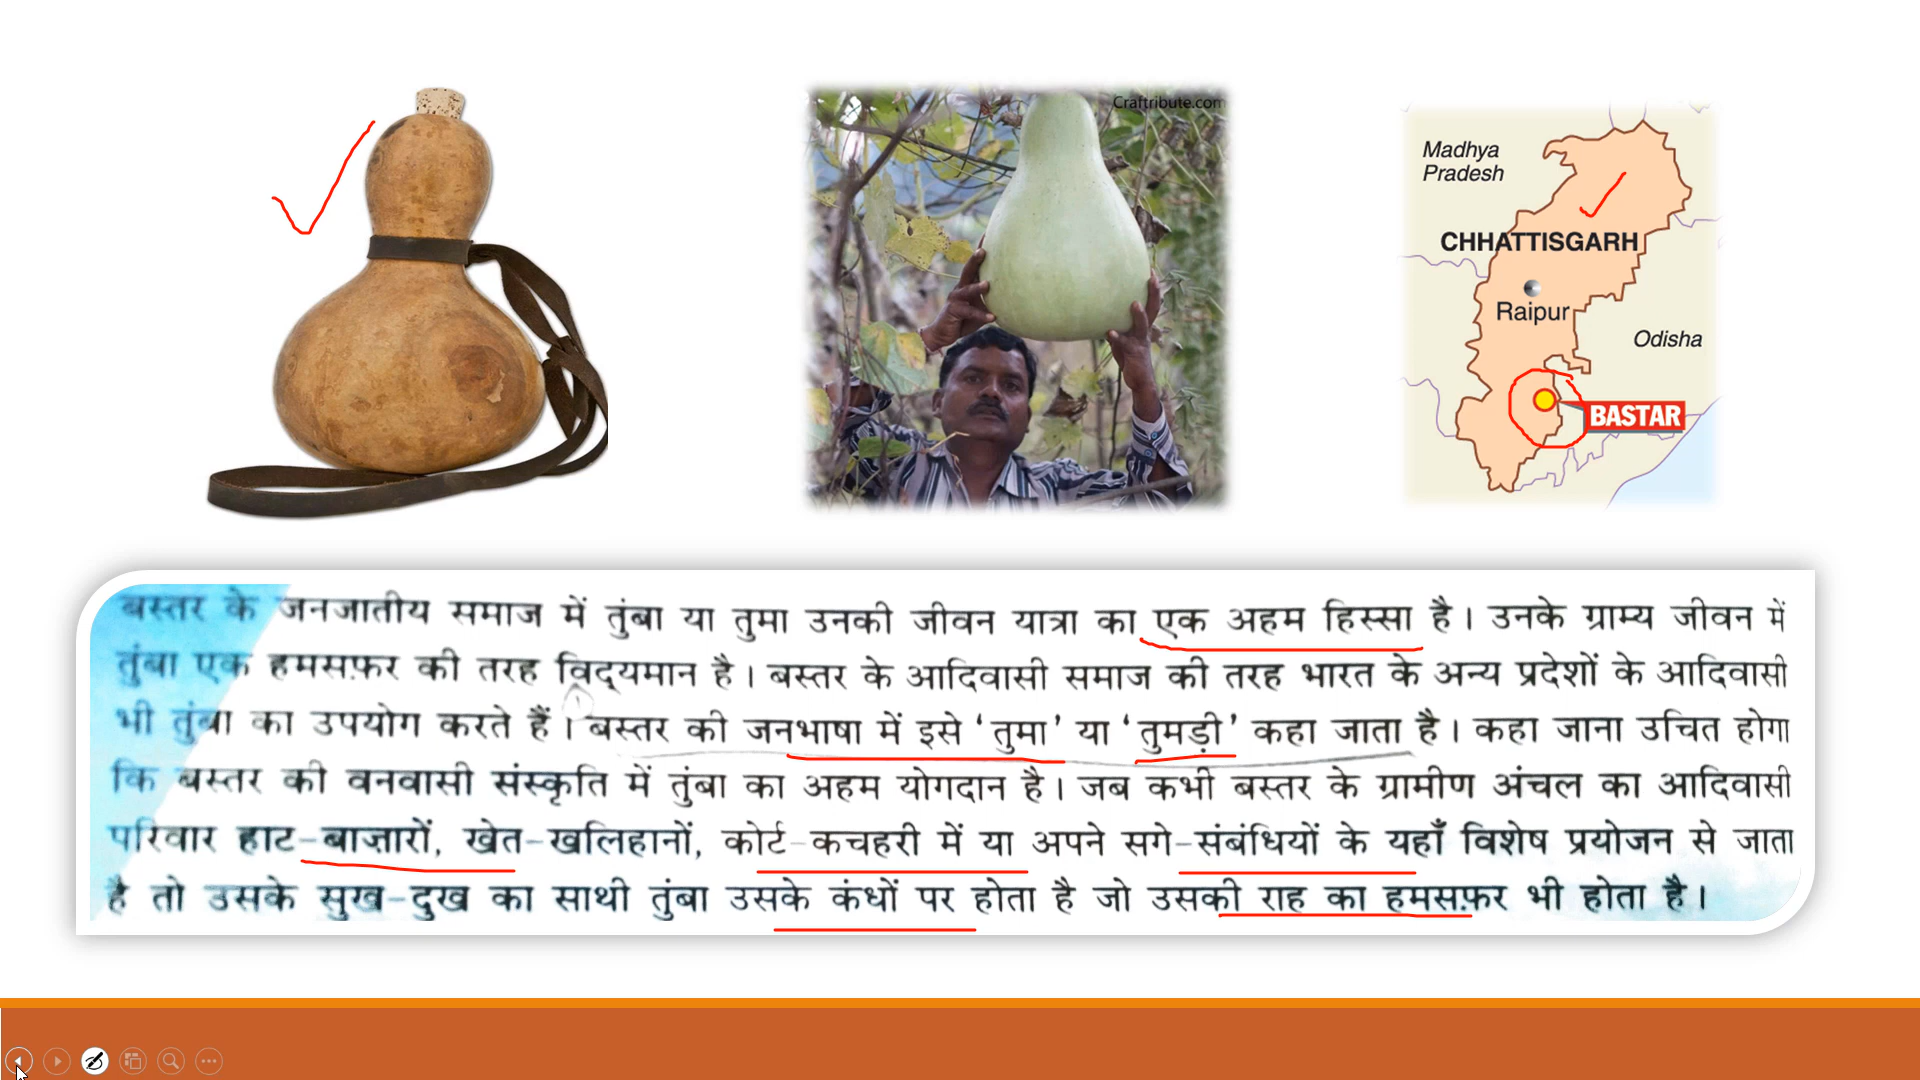 Craftribute.com
Madhya
Pradesh
CHHATTISGARH
Raipur
Odisha
BASTAR
बस्तर के जनजातीय समाज में तुंबा या तुमा उनकी जीवन यात्रा का एक अहम हिस्सा है। उनके ग्राम्य जीवन में
तुंबा एक हमसफ़र की तरह विद्यमान है। बस्तर के आदिवासी समाज की तरह भारत के अन्य प्रदेशों के आदिवासी
भी तुंबा का उपयोग करते हैं। बस्तर की जनभाषा में इसे ‘तुमा’ या ‘तुमड़ी’ कहा जाता है। कहा जाना उचित होगा
कि बस्तर की वनवासी संस्कृति में तुंबा का अहम योगदान है। जब कभी बस्तर के ग्रामीण अंचल का आदिवासी
परिवार हाट-बाज़ारों, खेत-खलिहानों, कोर्ट-कचहरी में या अपने सगे-संबंधियों के यहाँ विशेष प्रयोजन से जाता
है तो उसके सुख-दुख का साथी तुंबा उसके कंधों पर होता है जो उसकी राह का हमसफ़र भी होता है।